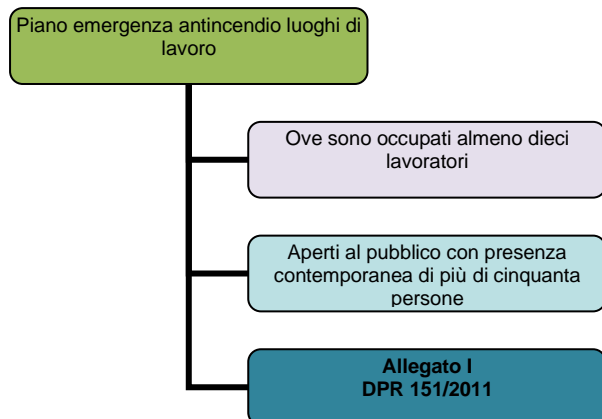 Piano emergenza antincendio luoghi di
lavoro
Ove sono occupati almeno dieci
lavoratori
Aperti al pubblico con presenza
contemporanea di più di cinquanta
persone
Allegato I
DPR 151/2011